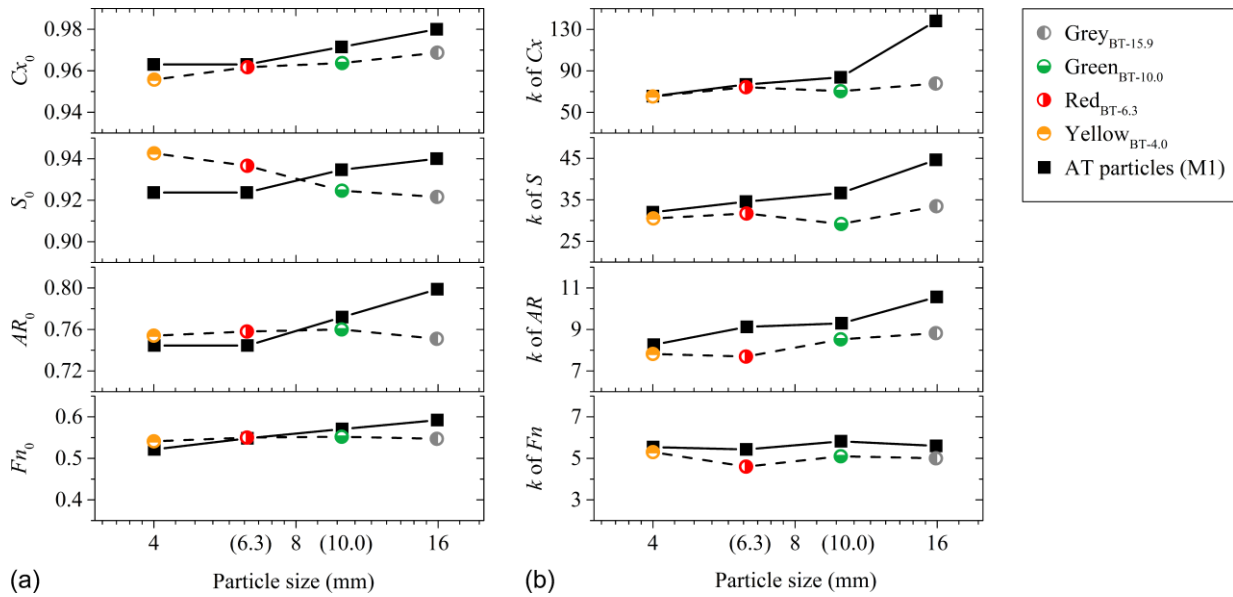 0.98
0.96
0.94
Cx0
0.94
0.92
0.90
S0
0.80
0.76
0.72
AR0
0.6
0.5
0.4
Fn0
4 (6.3) 8 (10.0) 16
Particle size (mm)
(a)
130
90
50
k of Cx
45
35
25
k of S
11
9
7
k of AR
7
5
3
k of Fn
4 (6.3) 8 (10.0) 16
Particle size (mm)
(b)
GreyBT-15.9
GreenBT-10.0
RedBT-6.3
YellowBT-4.0
AT particles (M1)